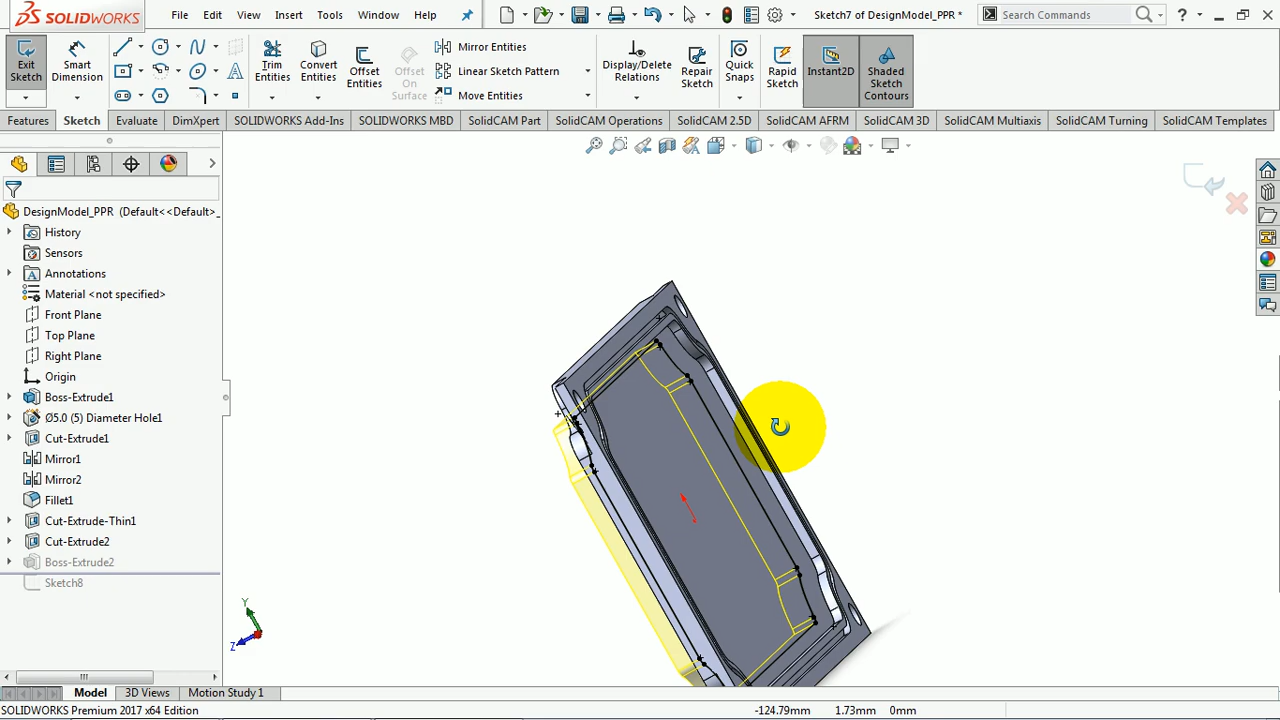 SOLIDWORKS
File Edit View Insert Tools Window Help
Sketch7 of DesignModel_PPR *
Search Commands
Exit Sketch
Smart Dimension
Trim Entities
Convert Entities
Offset Entities
Offset On Surface
Mirror Entities
Linear Sketch Pattern
Move Entities
Display/Delete Relations
Repair Sketch
Quick Snaps
Rapid Sketch
Instant2D
Shaded Sketch Contours
Features Sketch Evaluate DimXpert SOLIDWORKS Add-Ins SOLIDWORKS MBD SolidCAM Part SolidCAM Operations SolidCAM 2.5D SolidCAM AFRM SolidCAM 3D SolidCAM Multiaxis SolidCAM Turning SolidCAM Templates
DesignModel_PPR (Default<<Default>_
History
Sensors
Annotations
Material <not specified>
Front Plane
Top Plane
Right Plane
Origin
Boss-Extrude1
Ø5.0 (5) Diameter Hole1
Cut-Extrude1
Mirror1
Mirror2
Fillet1
Cut-Extrude-Thin1
Cut-Extrude2
Boss-Extrude2
Sketch8
Y
Z
Model 3D Views Motion Study 1
SOLIDWORKS Premium 2017 x64 Edition
-124.79mm 1.73mm 0mm